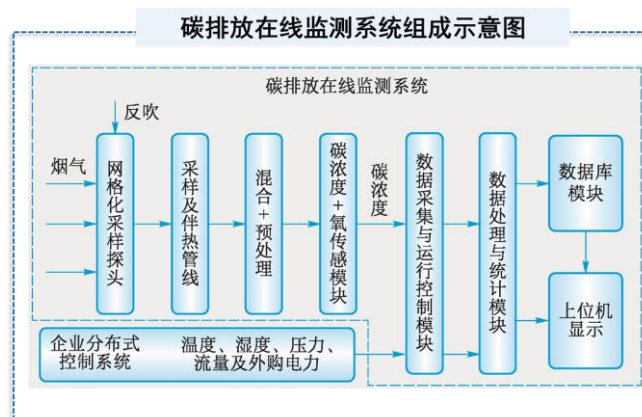 碳排放在线监测系统组成示意图
碳排放在线监测系统
反吹
烟气
网格化采样探头
采样及伴热管线
混合+预处理
碳浓度+氧传感模块
碳浓度
数据采集与运行控制模块
数据处理与统计模块
数据库
模块
上位机
显示
企业分布式
控制系统
温度、湿度、压力、
流量及外购电力